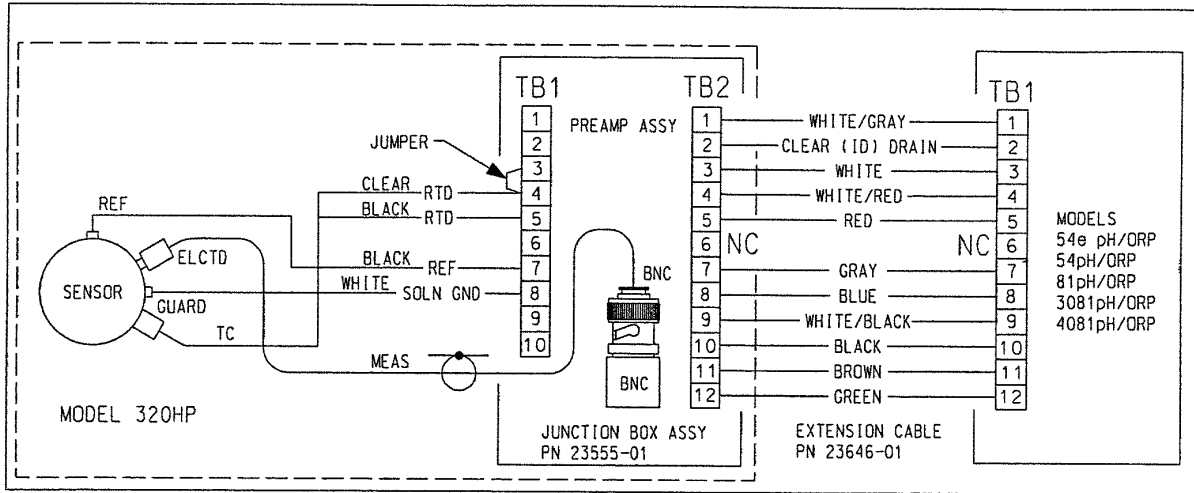 TB1
TB2
TB1
1
2
3
4
5
6
7
8
9
10
PREAMP ASSY
JUMPER
CLEAR RTD
BLACK RTD
REF
BLACK REF
WHITE SOLN GND
ELCTD
SENSOR
GUARD
TC
MEAS
BNC
BNC
MODEL 320HP
JUNCTION BOX ASSY
PN 23555-01
1 WHITE/GRAY 1
2 CLEAR (ID) DRAIN 2
3 WHITE 3
4 WHITE/RED 4
5 RED 5
6 NC NC 6
7 GRAY 7
8 BLUE 8
9 WHITE/BLACK 9
10 BLACK 10
11 BROWN 11
12 GREEN 12
EXTENSION CABLE
PN 23646-01
MODELS
54e pH/ORP
54pH/ORP
81pH/ORP
3081pH/ORP
4081pH/ORP